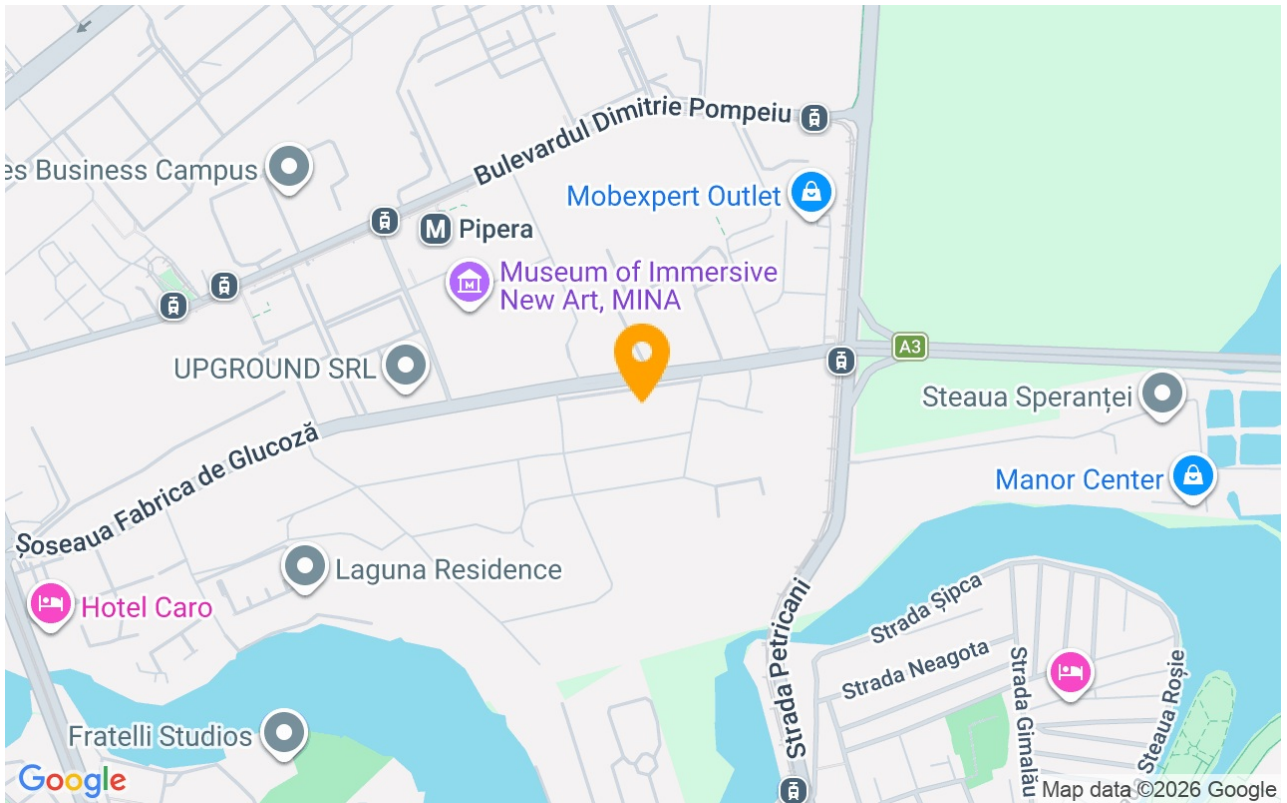 Bulevardul Dimitrie Pompeiu
es Business Campus
Mobexpert Outlet
M Pipera
Museum of Immersive
New Art, MINA
A3
UPGROUND SRL
Steaua Speranței
Șoseaua Fabrica de Glucoză
Manor Center
Laguna Residence
Hotel Caro
Strada Șipca
Strada Petricani
Strada Neagota
Strada Gimalău
Steaua Roșie
Fratelli Studios
Google
Map data ©2026 Google